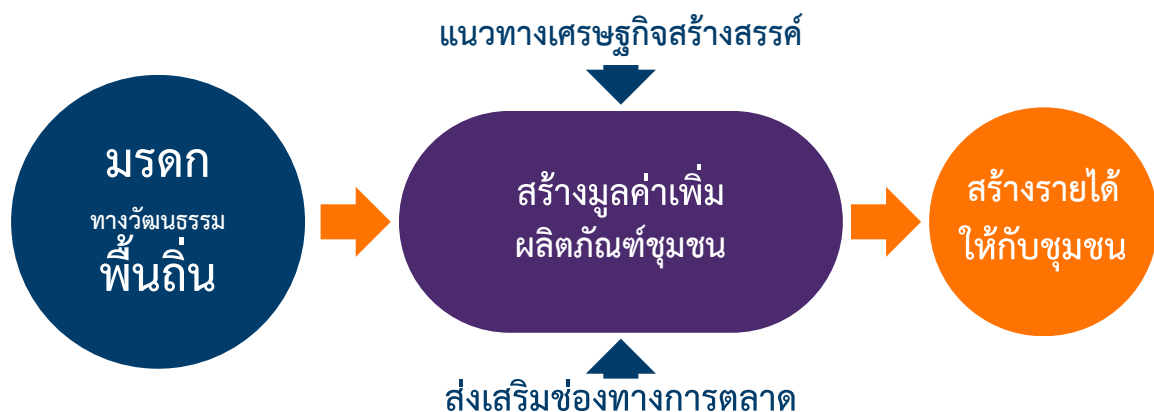 แนวทางเศรษฐกิจสร้างสรรค์
มรดก
ทางวัฒนธรรม
พื้นถิ่น
สร้างมูลค่าเพิ่ม
ผลิตภัณฑ์ชุมชน
สร้างรายได้
ให้กับชุมชน
ส่งเสริมช่องทางการตลาด